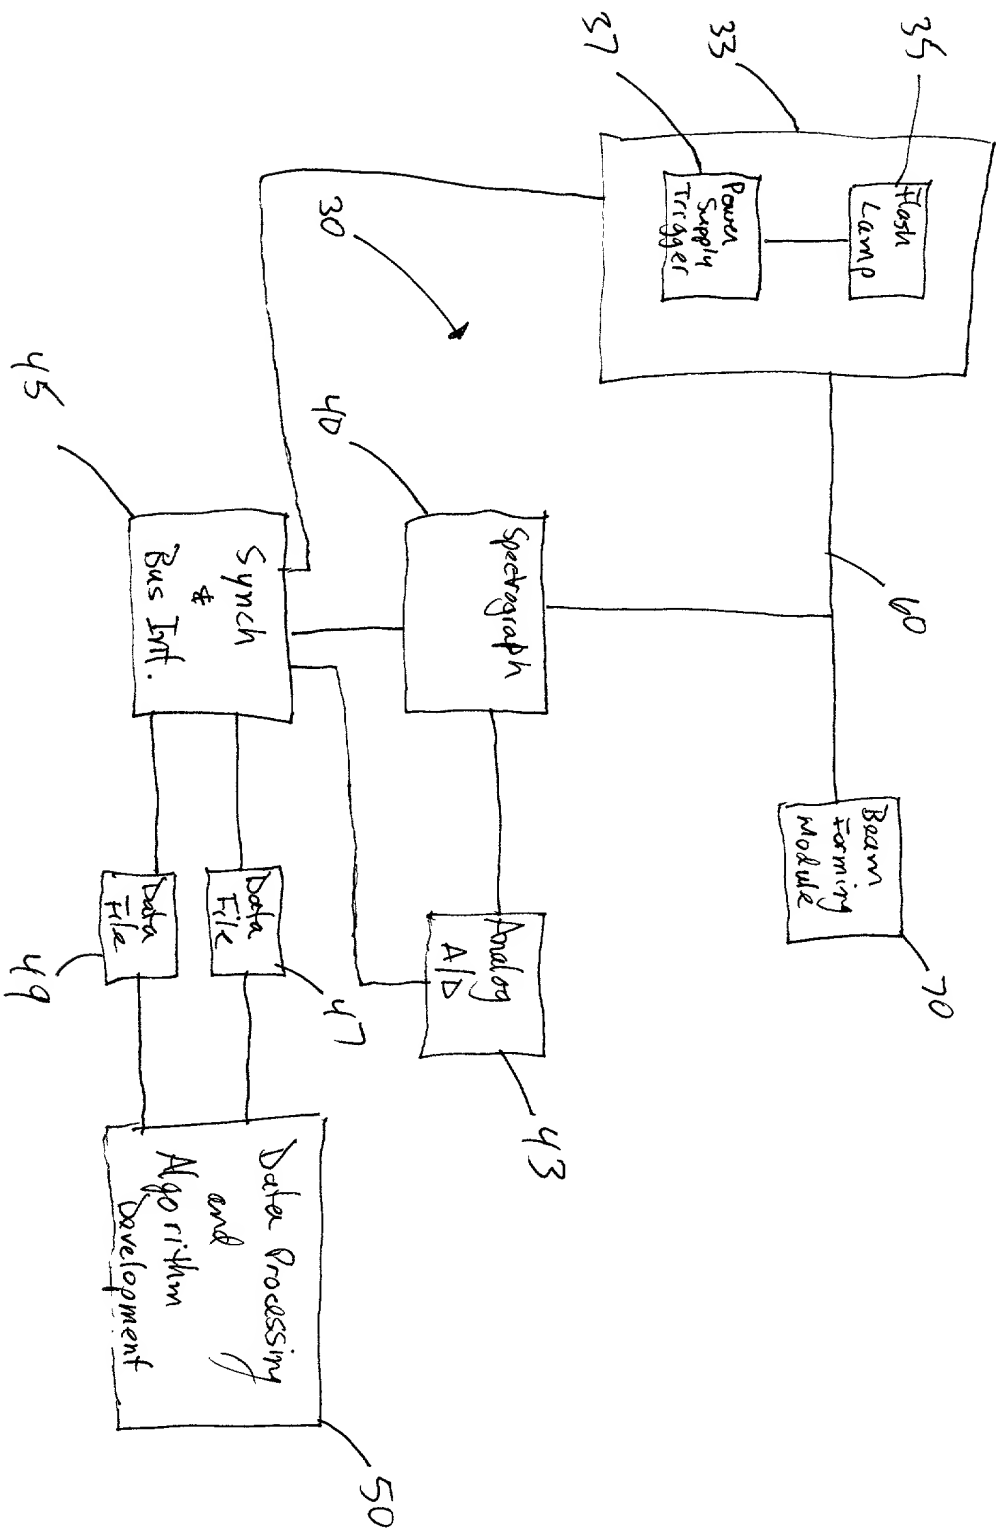 35
33
37
Flash
Lamp
Power
Supply
Trigger
30
60
Beam
Forming
Module
70
40
Spectrograph
Analog
A/D
43
45
Synch
&
Bus Int.
Data
File
47
Data
File
49
Data Processing
and
Algorithm
Development
50